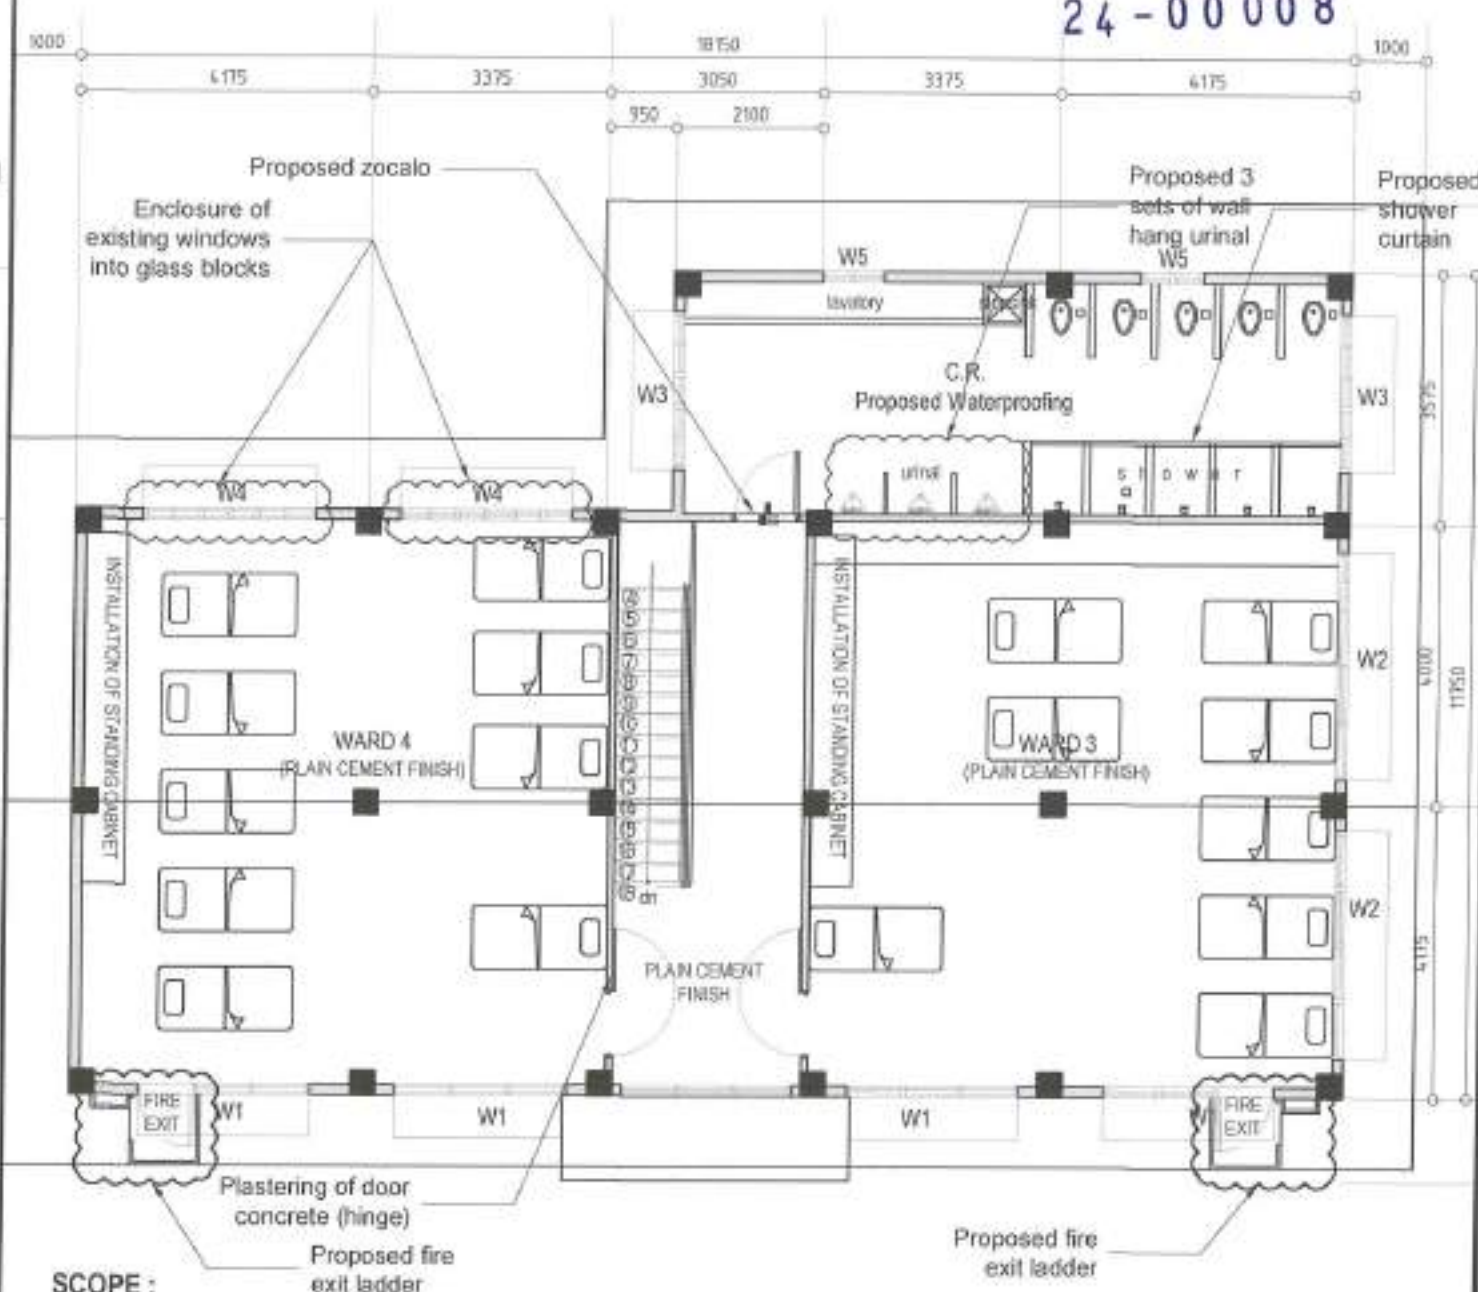 24-00008
1000
18150
1000
4175
3375
3050
3375
4175
950
2100
Proposed zocalo
Enclosure of
existing windows
into glass blocks
Proposed 3
sets of wall
hang urinal
Proposed
shower
curtain
W5
W5
lavatory
W3
C.R.
Proposed Waterproofing
W3
3575
urinal
shower
W4
W4
INSTALLATION OF STANDING CABINET
INSTALLATION OF STANDING CABINET
W2
4000
11750
WARD 4
(PLAIN CEMENT FINISH)
WARD 3
(PLAIN CEMENT FINISH)
dn
W2
4175
PLAIN CEMENT
FINISH
FIRE
EXIT
W1
W1
W1
FIRE
EXIT
Plastering of door
concrete (hinge)
Proposed fire
exit ladder
Proposed fire
exit ladder
SCOPE :